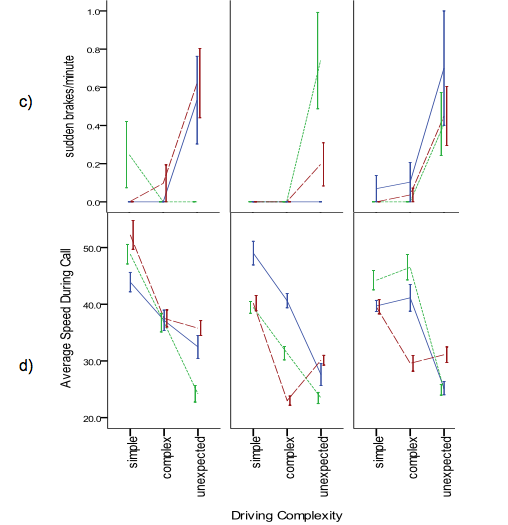 c)
sudden brakes/minute
1.0
0.8
0.6
0.4
0.2
0.0
d)
Average Speed During Call
50.0
40.0
30.0
20.0
simple
complex
unexpected
simple
complex
unexpected
simple
complex
unexpected
Driving Complexity